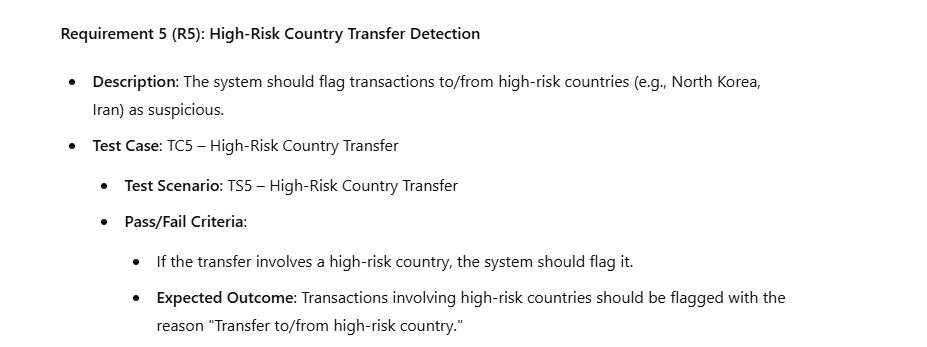 Requirement 5 (R5): High-Risk Country Transfer Detection
• Description: The system should flag transactions to/from high-risk countries (e.g., North Korea,
Iran) as suspicious.
• Test Case: TC5 – High-Risk Country Transfer
• Test Scenario: TS5 – High-Risk Country Transfer
• Pass/Fail Criteria:
• If the transfer involves a high-risk country, the system should flag it.
• Expected Outcome: Transactions involving high-risk countries should be flagged with the
reason "Transfer to/from high-risk country."